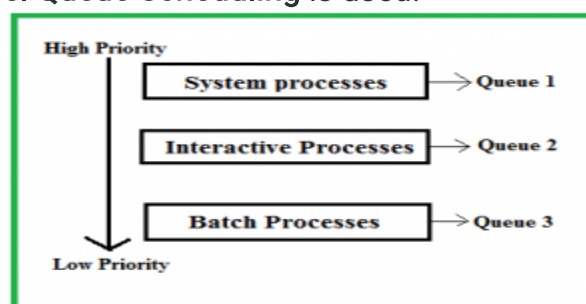 Queue Scheduling is used.
High Priority
System processes
Queue 1
Interactive Processes
Queue 2
Batch Processes
Queue 3
Low Priority